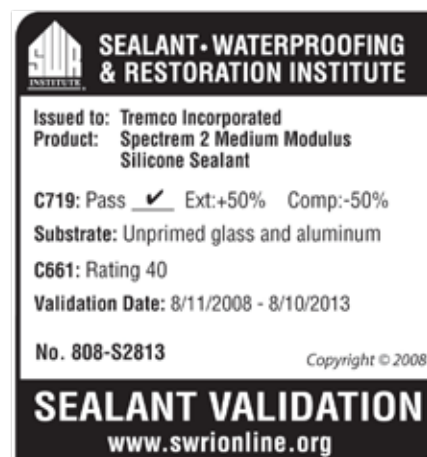 SWR
INSTITUTE
SEALANT • WATERPROOFING
& RESTORATION INSTITUTE
Issued to: Tremco Incorporated
Product: Spectrem 2 Medium Modulus
Silicone Sealant
C719: Pass ✔ Ext:+50% Comp:-50%
Substrate: Unprimed glass and aluminum
C661: Rating 40
Validation Date: 8/11/2008 - 8/10/2013
No. 808-S2813
Copyright © 2008
SEALANT VALIDATION
www.swrionline.org